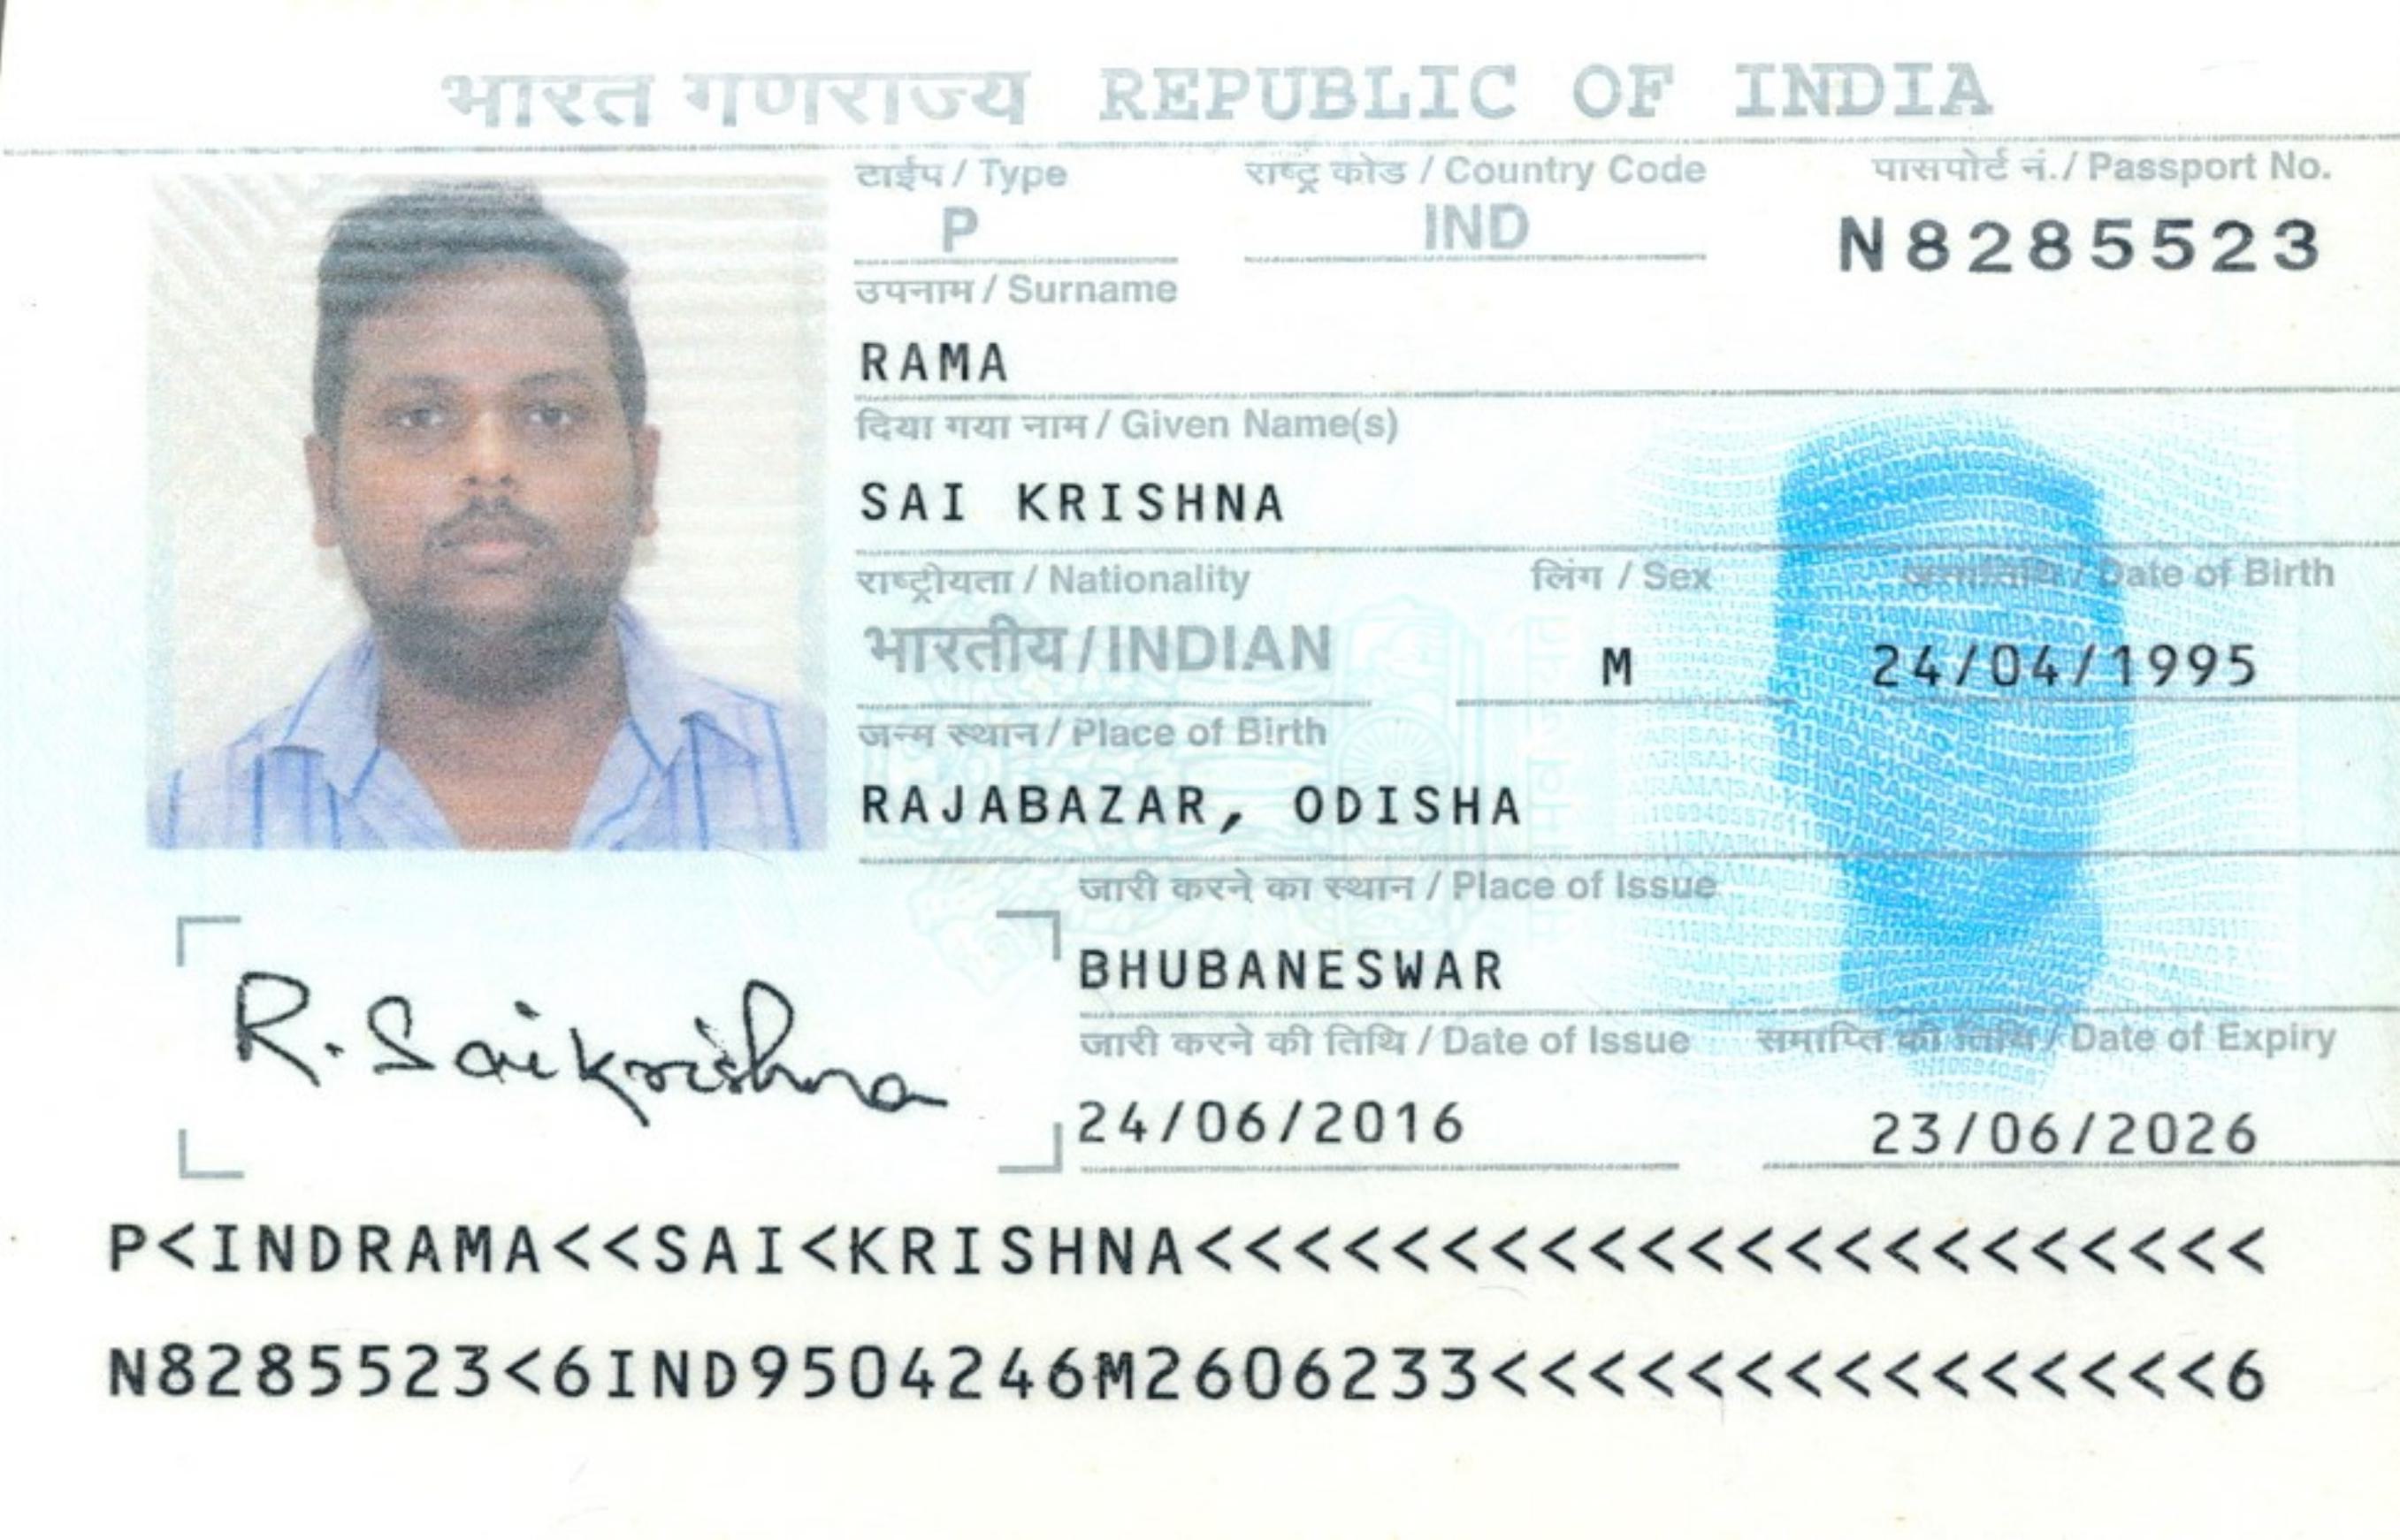 भारत गणराज्य REPUBLIC OF INDIA
टाईप / Type
राष्ट्र कोड / Country Code
पासपोर्ट नं./ Passport No.
P
IND
N8285523
उपनाम / Surname
RAMA
दिया गया नाम / Given Name(s)
SAI KRISHNA
राष्ट्रीयता / Nationality
लिंग / Sex
जन्मतिथि / Date of Birth
भारतीय / INDIAN
M
24/04/1995
जन्म स्थान / Place of Birth
RAJABAZAR, ODISHA
जारी करने का स्थान / Place of Issue
BHUBANESWAR
जारी करने की तिथि / Date of Issue
समाप्ति की तिथि / Date of Expiry
R. Saikrishna
24/06/2016
23/06/2026
P<INDRAMA<<SAI<KRISHNA<<<<<<<<<<<<<<<<<<<<<<
N8285523<6IND9504246M2606233<<<<<<<<<<<<<<<6